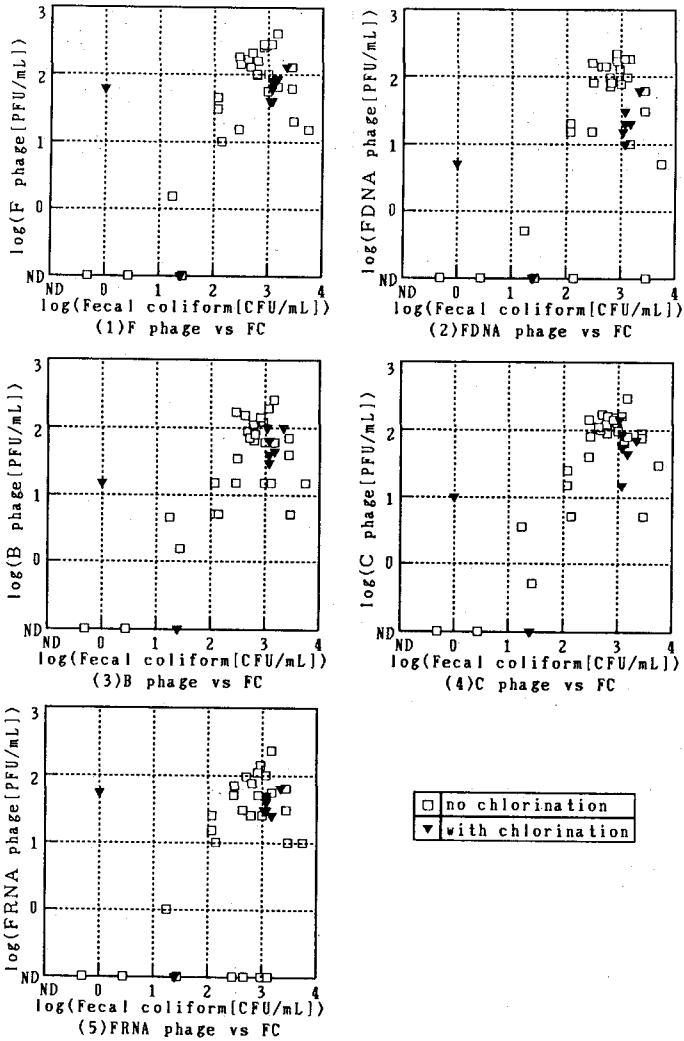 3
2
1
0
ND
log(F phage[PFU/mL])
ND 0 1 2 3 4
log(Fecal coliform[CFU/mL])
(1)F phage vs FC
3
2
1
0
ND
log(FDNA phage[PFU/mL])
ND 0 1 2 3 4
log(Fecal coliform[CFU/mL])
(2)FDNA phage vs FC
3
2
1
0
ND
log(B phage[PFU/mL])
ND 0 1 2 3 4
log(Fecal coliform[CFU/mL])
(3)B phage vs FC
3
2
1
0
ND
log(C phage[PFU/mL])
ND 0 1 2 3 4
log(Fecal coliform[CFU/mL])
(4)C phage vs FC
3
2
1
0
ND
log(FRNA phage[PFU/mL])
ND 0 1 2 3 4
log(Fecal coliform[CFU/mL])
(5)FRNA phage vs FC
no chlorination
with chlorination